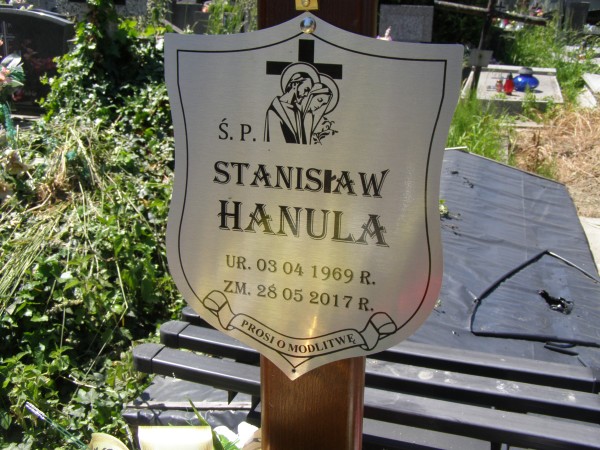 Ś. P.
STANISłAW
HANULA
UR. 03 04 1969 R.
ZM. 28 05 2017 R.
PROSI O MODLITWĘ